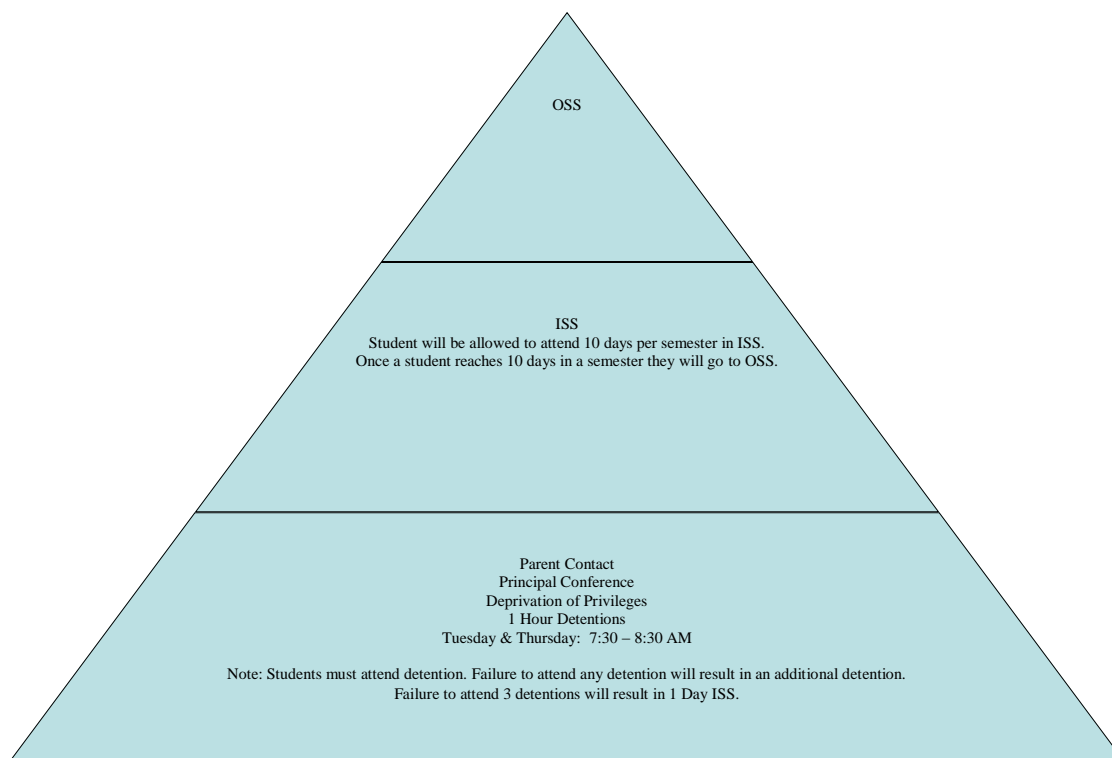 OSS
ISS
Student will be allowed to attend 10 days per semester in ISS.
Once a student reaches 10 days in a semester they will go to OSS.
Parent Contact
Principal Conference
Deprivation of Privileges
1 Hour Detentions
Tuesday & Thursday:  7:30 – 8:30 AM
Note: Students must attend detention. Failure to attend any detention will result in an additional detention.
Failure to attend 3 detentions will result in 1 Day ISS.